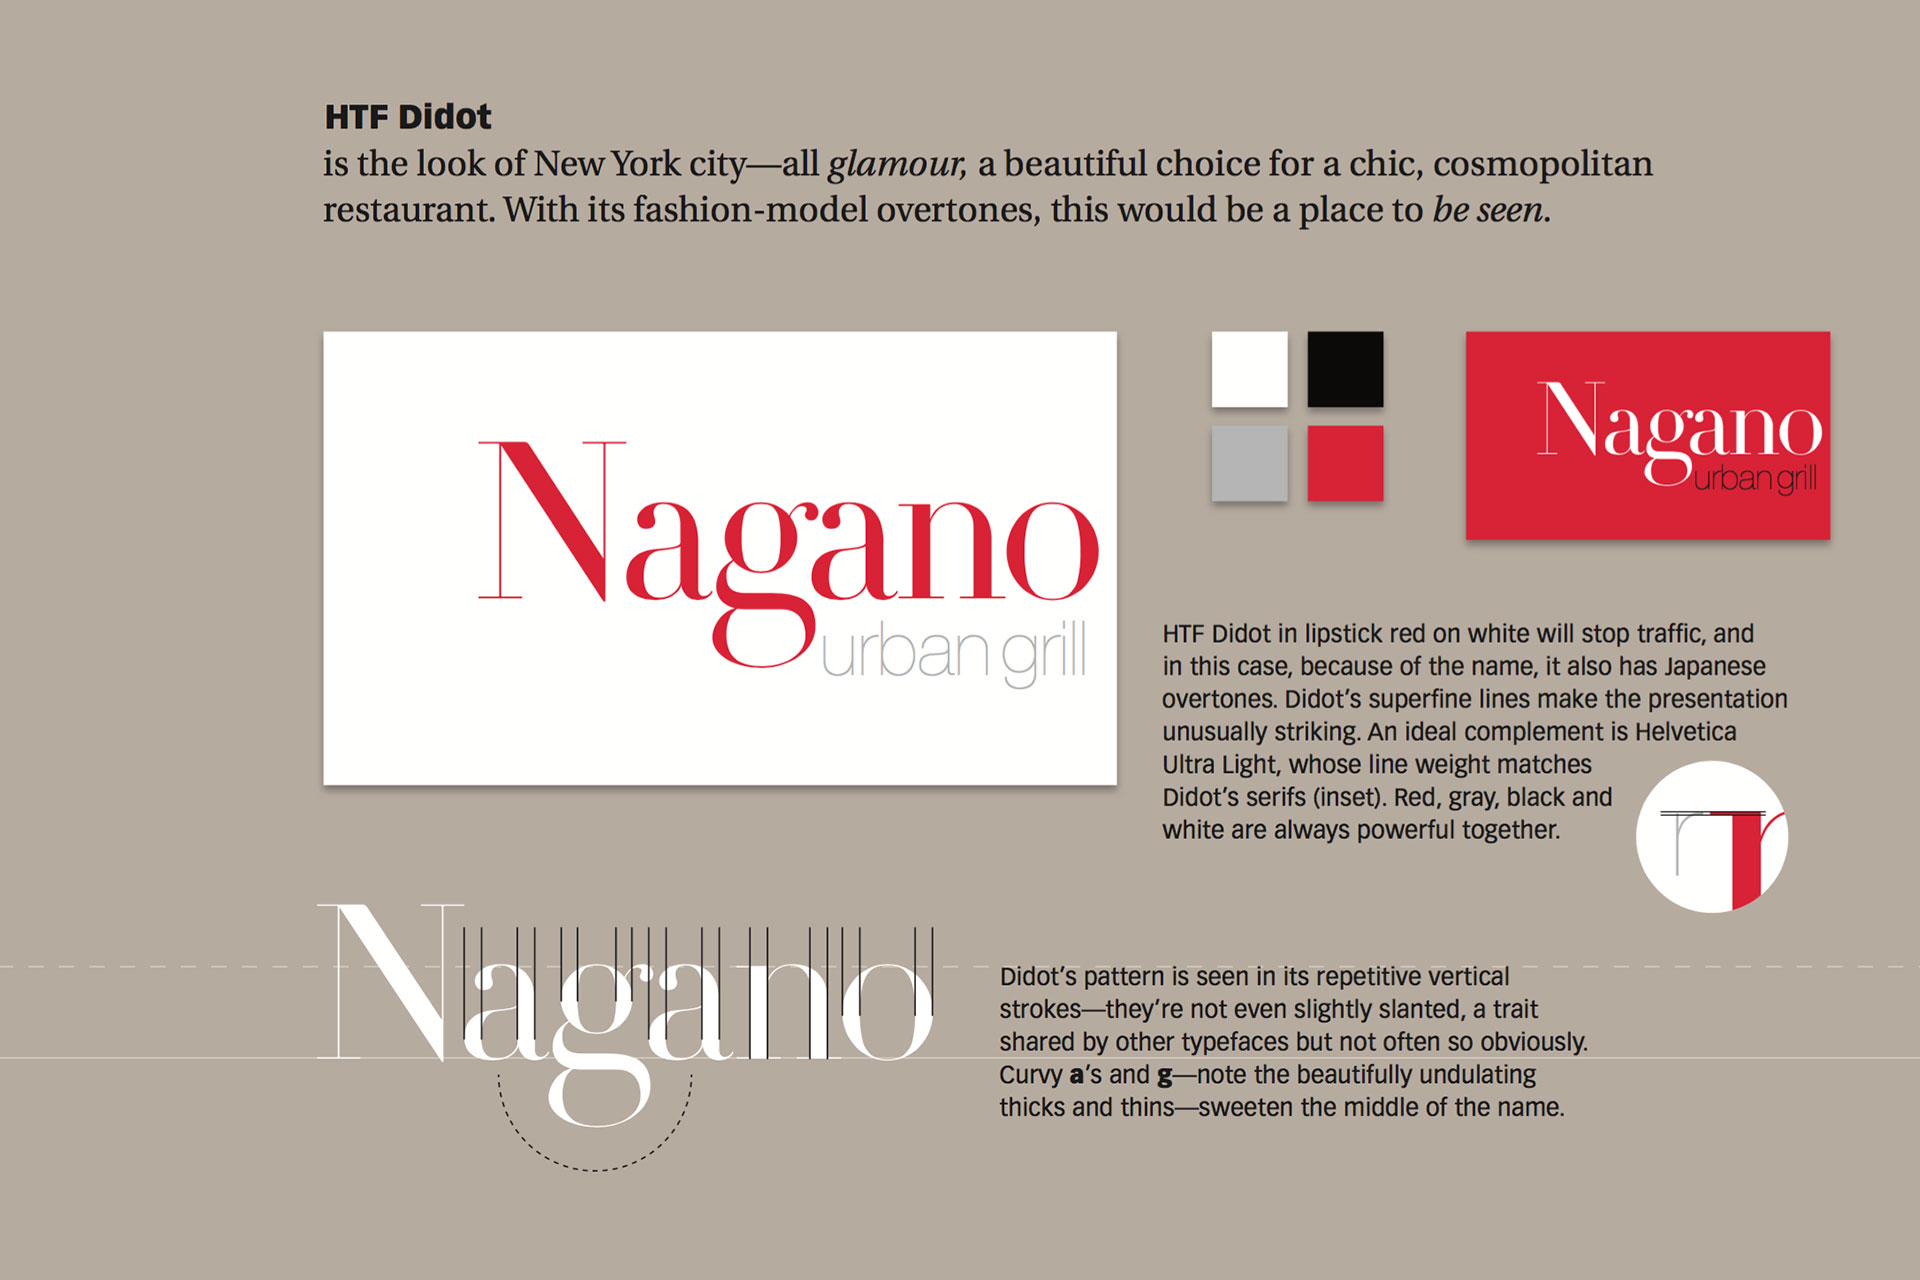 HTF Didot
is the look of New York city—all glamour, a beautiful choice for a chic, cosmopolitan
restaurant. With its fashion-model overtones, this would be a place to be seen.
Nagano
urban grill
Nagano
urban grill
HTF Didot in lipstick red on white will stop traffic, and
in this case, because of the name, it also has Japanese
overtones. Didot’s superfine lines make the presentation
unusually striking. An ideal complement is Helvetica
Ultra Light, whose line weight matches
Didot’s serifs (inset). Red, gray, black and
white are always powerful together.
r r
Nagano
Didot’s pattern is seen in its repetitive vertical
strokes—they’re not even slightly slanted, a trait
shared by other typefaces but not often so obviously.
Curvy a’s and g—note the beautifully undulating
thicks and thins—sweeten the middle of the name.